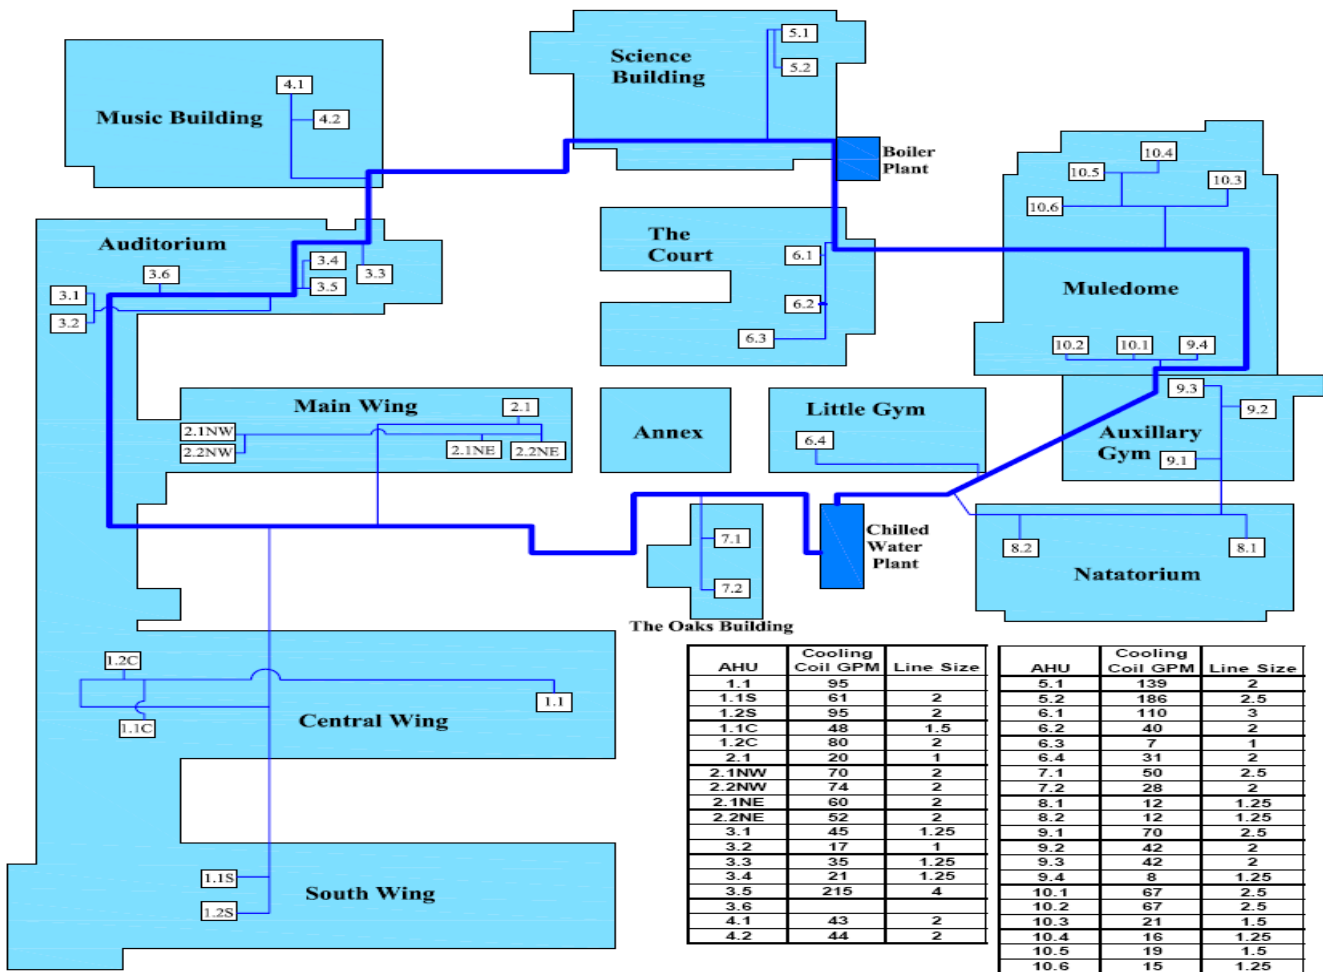 5.1
Science
Building
5.2
4.1
Music Building
4.2
Boiler
Plant
10.4
10.5
10.3
10.6
The
Court
6.1
6.2
6.3
Auditorium
3.4
3.3
3.6
3.5
3.1
3.2
Muledome
10.2
10.1
9.4
9.3
9.2
Auxillary
Gym
9.1
Main Wing
2.1
2.1NW
2.2NW
2.1NE
2.2NE
Annex
Little Gym
6.4
Chilled
Water
Plant
7.1
7.2
The Oaks Building
8.2
8.1
Natatorium
1.2C
1.1C
1.1
Central Wing
1.1S
1.2S
South Wing
AHU Cooling Coil GPM Line Size
1.1 95
1.1S 61 2
1.2S 95 2
1.1C 48 1.5
1.2C 80 2
2.1 20 1
2.1NW 70 2
2.2NW 74 2
2.1NE 60 2
2.2NE 52 2
3.1 45 1.25
3.2 17 1
3.3 35 1.25
3.4 21 1.25
3.5 215 4
3.6
4.1 43 2
4.2 44 2
AHU Cooling Coil GPM Line Size
5.1 139 2
5.2 186 2.5
6.1 110 3
6.2 40 2
6.3 7 1
6.4 31 2
7.1 50 2.5
7.2 28 2
8.1 12 1.25
8.2 12 1.25
9.1 70 2.5
9.2 42 2
9.3 42 2
9.4 8 1.25
10.1 67 2.5
10.2 67 2.5
10.3 21 1.5
10.4 16 1.25
10.5 19 1.5
10.6 15 1.25